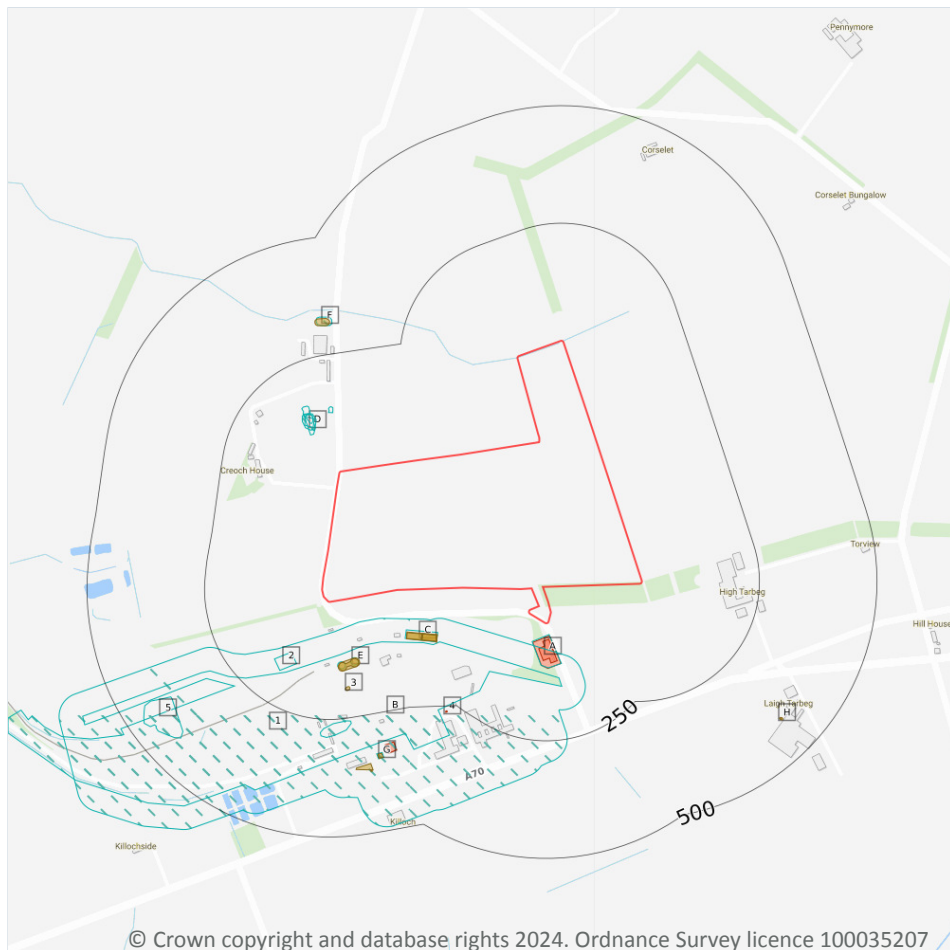 Pennymore
Corselet
Corselet Bungalow
F
D
Creoch House
Torview
High Tarbeg
Hill House
C
A
2
E
3
5
B
4
1
250
Laigh Tarbeg
H
G
A70
500
Killoch
Killochside
© Crown copyright and database rights 2024. Ordnance Survey licence 100035207